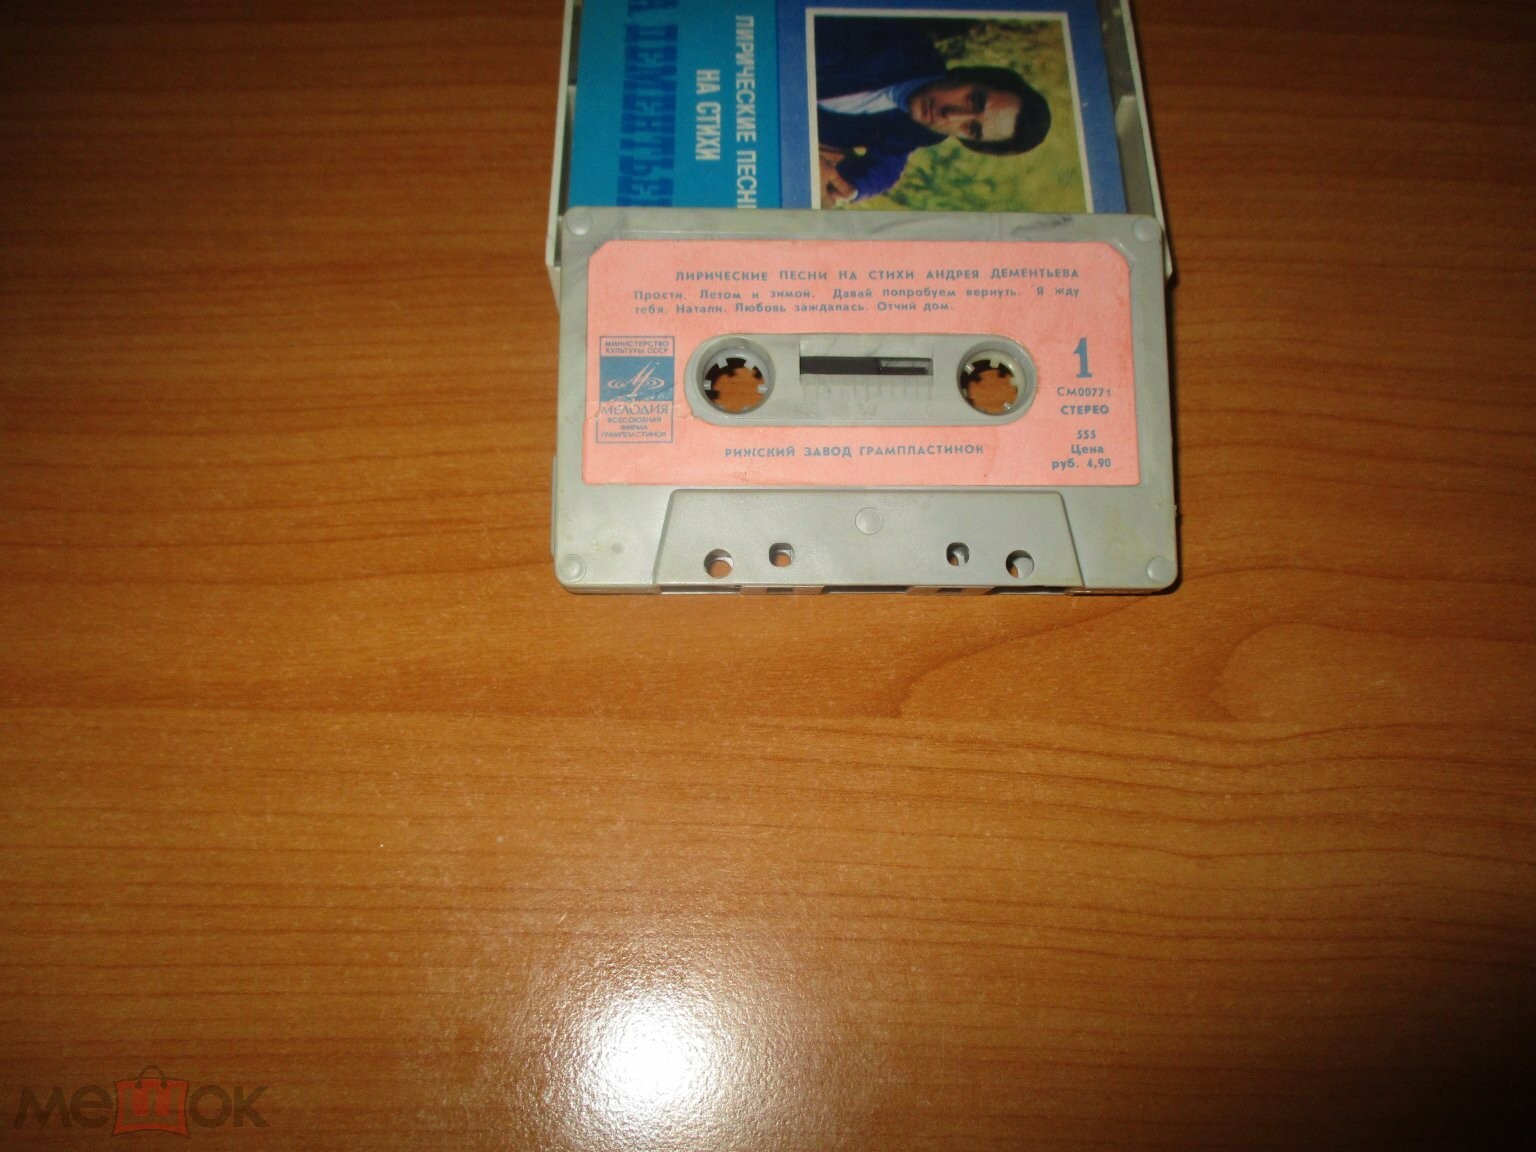 ЛИРИЧЕСКИЕ ПЕСНИ
НА СТИХИ
А ДЕМЕНТЬЕ
ЛИРИЧЕСКИЕ ПЕСНИ НА СТИХИ АНДРЕЯ ДЕМЕНТЬЕВА
Прости. Летом и зимой. Давай попробуем вернуть. Я жду
тебя. Натали. Любовь заждалась. Отчий дом.
МИНИСТЕРСТВО
КУЛЬТУРЫ СССР
МЕЛОДИЯ
ВСЕСОЮЗНАЯ
ФИРМА
ГРАМПЛАСТИНОК
1
СМ00771
СТЕРЕО
555
Цена
руб. 4,90
РИЖСКИЙ ЗАВОД ГРАМПЛАСТИНОК
мешок